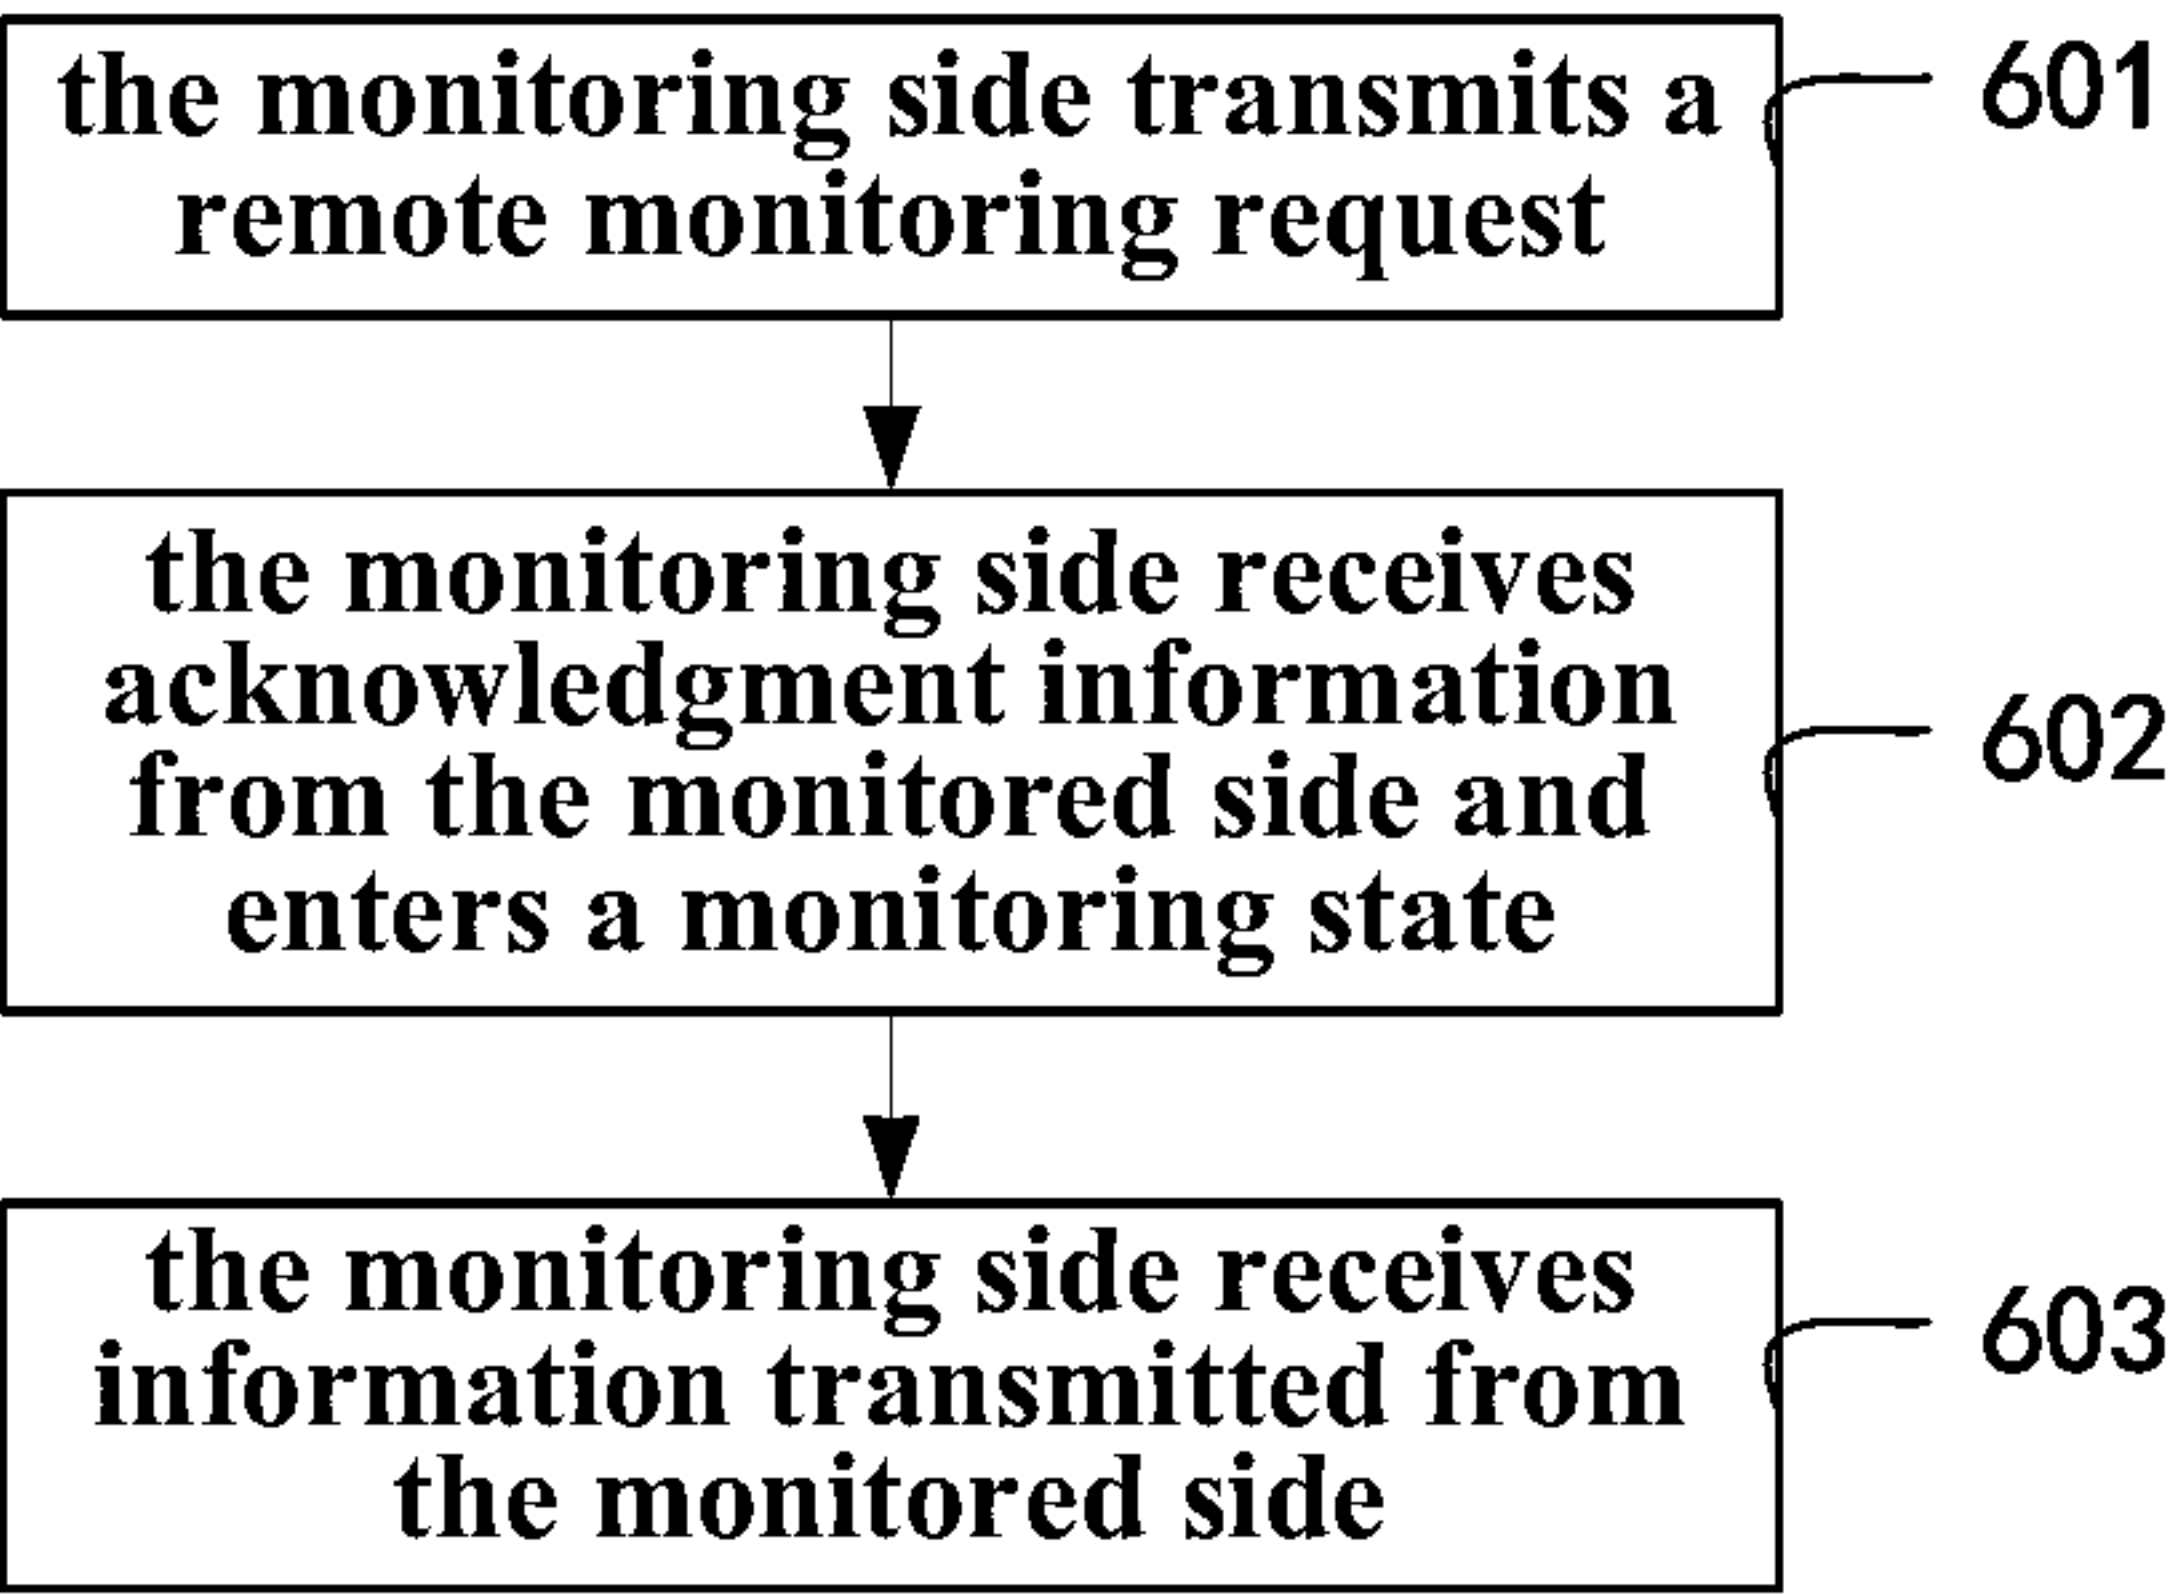 the monitoring side transmits a
remote monitoring request
601
the monitoring side receives
acknowledgment information
from the monitored side and
enters a monitoring state
602
the monitoring side receives
information transmitted from
the monitored side
603